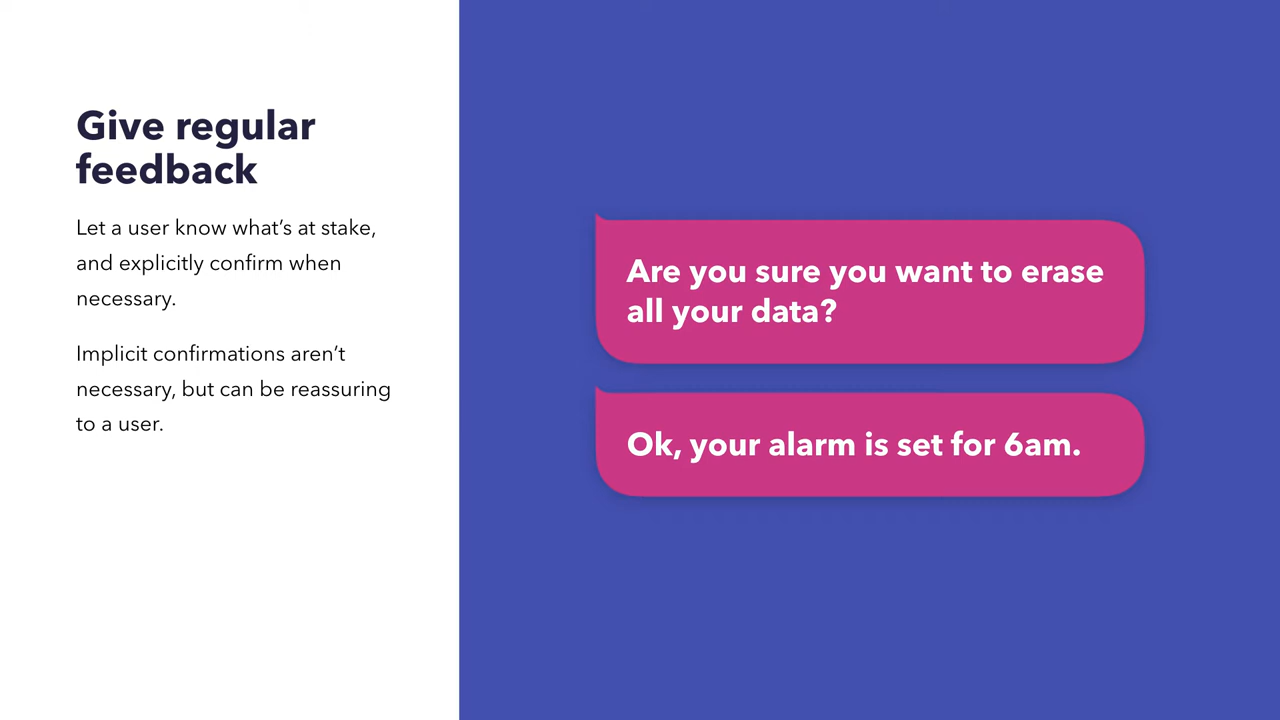 Give regular
feedback
Let a user know what’s at stake,
and explicitly confirm when
necessary.
Implicit confirmations aren’t
necessary, but can be reassuring
to a user.
Are you sure you want to erase
all your data?
Ok, your alarm is set for 6am.